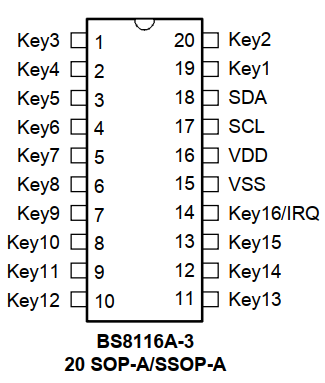 Key3 1 20 Key2
Key4 2 19 Key1
Key5 3 18 SDA
Key6 4 17 SCL
Key7 5 16 VDD
Key8 6 15 VSS
Key9 7 14 Key16/IRQ
Key10 8 13 Key15
Key11 9 12 Key14
Key12 10 11 Key13
BS8116A-3
20 SOP-A/SSOP-A